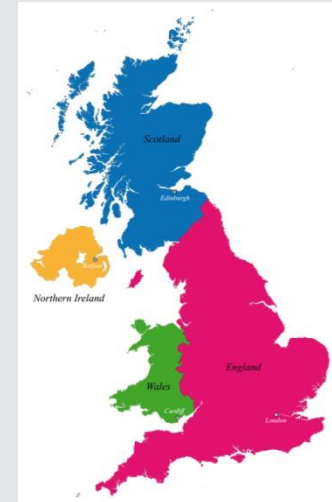 Scotland
Edinburgh
Belfast
Northern Ireland
England
Wales
Cardiff
London